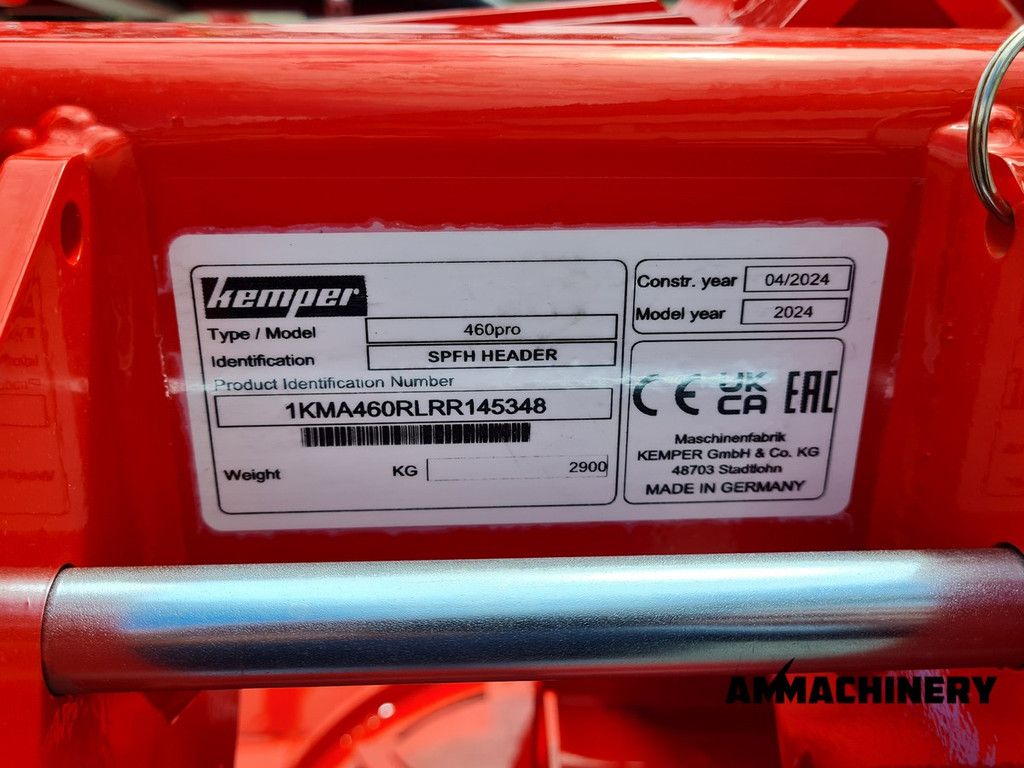 kemper
Type / Model 460pro
Identification SPFH HEADER
Product Identification Number
1KMA460RLRR145348
Weight KG 2900
Constr. year 04/2024
Model year 2024
CE UK CA EAC
Maschinenfabrik
KEMPER GmbH & Co. KG
48703 Stadtlohn
MADE IN GERMANY
AMMACHINERY